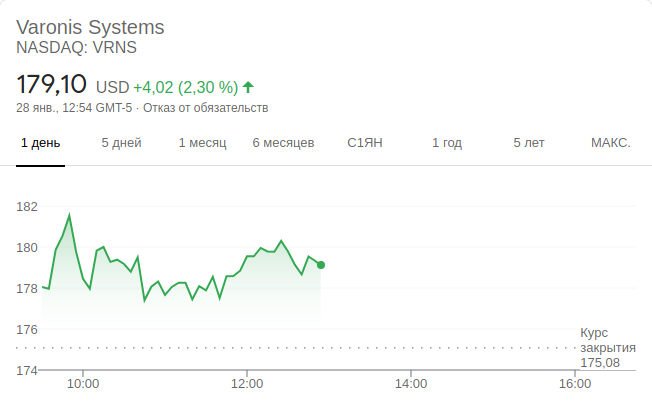 Varonis Systems
NASDAQ: VRNS
179,10 USD +4,02 (2,30 %)
28 янв., 12:54 GMT-5 · Отказ от обязательств
1 день 5 дней 1 месяц 6 месяцев С1ЯН 1 год 5 лет МАКС.
182
180
178
176
Курс
закрытия
175,08
174
10:00 12:00 14:00 16:00